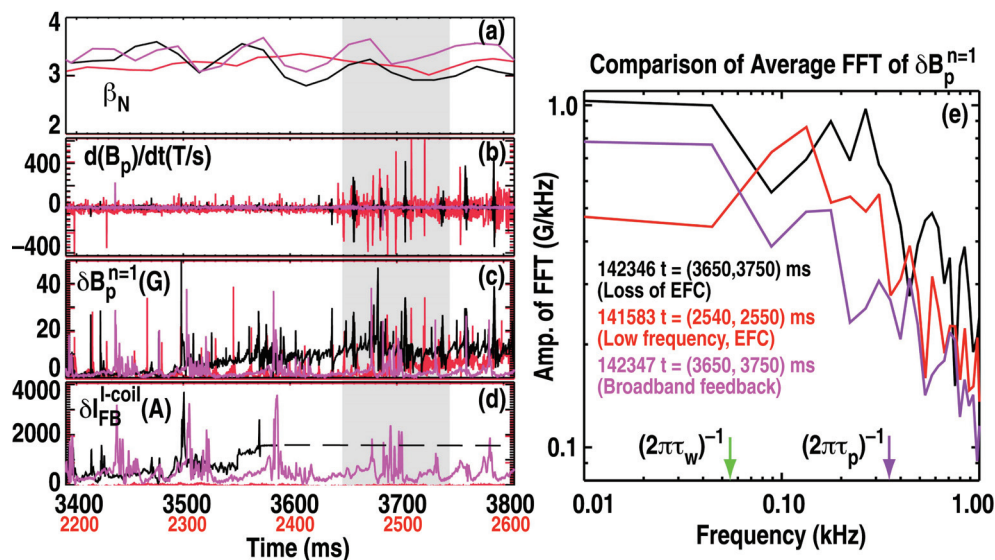 4
3
2
(a)
β_N
400
0
−400
d(B_p)/dt(T/s)
(b)
40
20
0
δB_p^{n=1}(G)
(c)
4000
2000
0
δI_{FB}^{I-coil}(A)
(d)
3400 3500 3600 3700 3800
2200 2300 2400 2500 2600
Time (ms)
Comparison of Average FFT of δB_p^{n=1}
(e)
1.0
0.1
Amp. of FFT (G/kHz)
142346 t = (3650,3750) ms
(Loss of EFC)
141583 t = (2540, 2550) ms
(Low frequency, EFC)
142347 t = (3650, 3750) ms
(Broadband feedback)
(2πτ_w)^{−1}
(2πτ_p)^{−1}
0.01 0.10 1.00
Frequency (kHz)